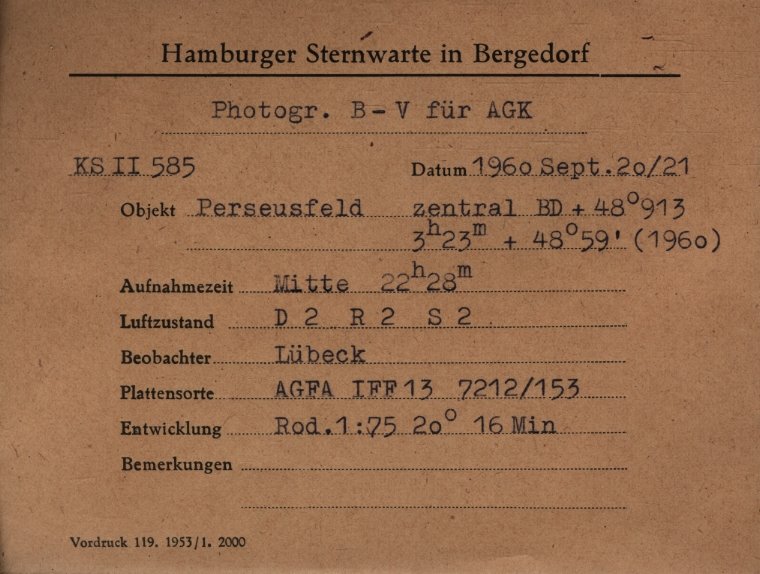 Hamburger Sternwarte in Bergedorf
Photogr. B-V für AGK
KS II 585 Datum 1960 Sept.20/21
Objekt Perseusfeld zentral BD + 48°913
3h23m + 48°59' (1960)
Aufnahmezeit Mitte 22h28m
Luftzustand D 2 R 2 S 2
Beobachter Lübeck
Plattensorte AGFA IFF13 7212/153
Entwicklung Rod.1:75 20° 16 Min
Bemerkungen
Vordruck 119. 1953/1. 2000